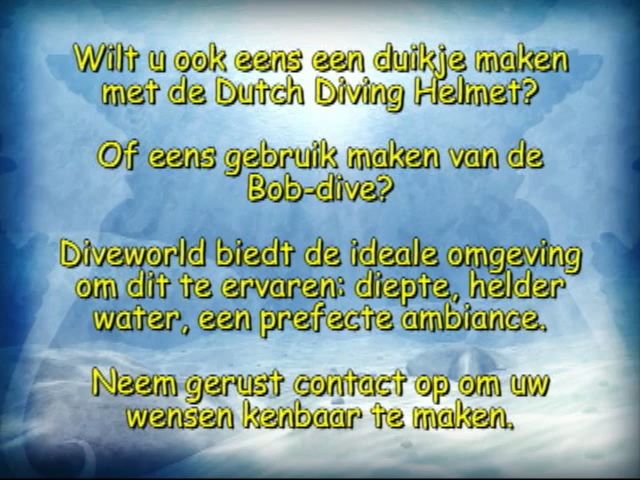 Wilt u ook eens een duikje maken
met de Dutch Diving Helmet?
Of eens gebruik maken van de
Bob-dive?
Diveworld biedt de ideale omgeving
om dit te ervaren: diepte, helder
water, een prefecte ambiance.
Neem gerust contact op om uw
wensen kenbaar te maken.